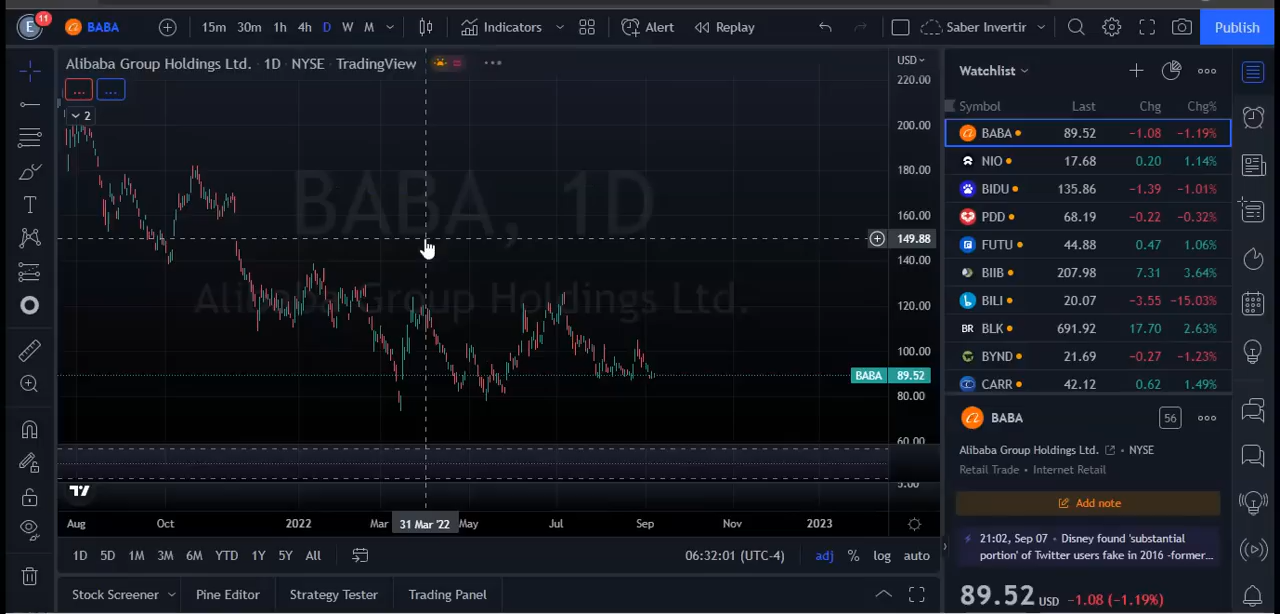 E 11 BABA 15m 30m 1h 4h D W M Indicators Alert Replay Saber Invertir Publish
Alibaba Group Holdings Ltd. · 1D · NYSE · TradingView
... ...
2
BABA, 1D
Alibaba Group Holdings Ltd.
USD
220.00
200.00
180.00
160.00
149.88
140.00
120.00
100.00
BABA 89.52
80.00
60.00
5.00
Aug Oct 2022 Mar 31 Mar '22 May Jul Sep Nov 2023
1D 5D 1M 3M 6M YTD 1Y 5Y All 06:32:01 (UTC-4) adj % log auto
Stock Screener Pine Editor Strategy Tester Trading Panel
Watchlist
Symbol Last Chg Chg%
BABA 89.52 −1.08 −1.19%
NIO 17.68 0.20 1.14%
BIDU 135.86 −1.39 −1.01%
PDD 68.19 −0.22 −0.32%
FUTU 44.88 0.47 1.06%
BIIB 207.98 7.31 3.64%
BILI 20.07 −3.55 −15.03%
BR BLK 691.92 17.70 2.63%
BYND 21.69 −0.27 −1.23%
CARR 42.12 0.62 1.49%
BABA 56
Alibaba Group Holdings Ltd. • NYSE
Retail Trade • Internet Retail
Add note
21:02, Sep 07 • Disney found 'substantial
portion' of Twitter users fake in 2016 -former...
89.52 USD −1.08 (−1.19%)